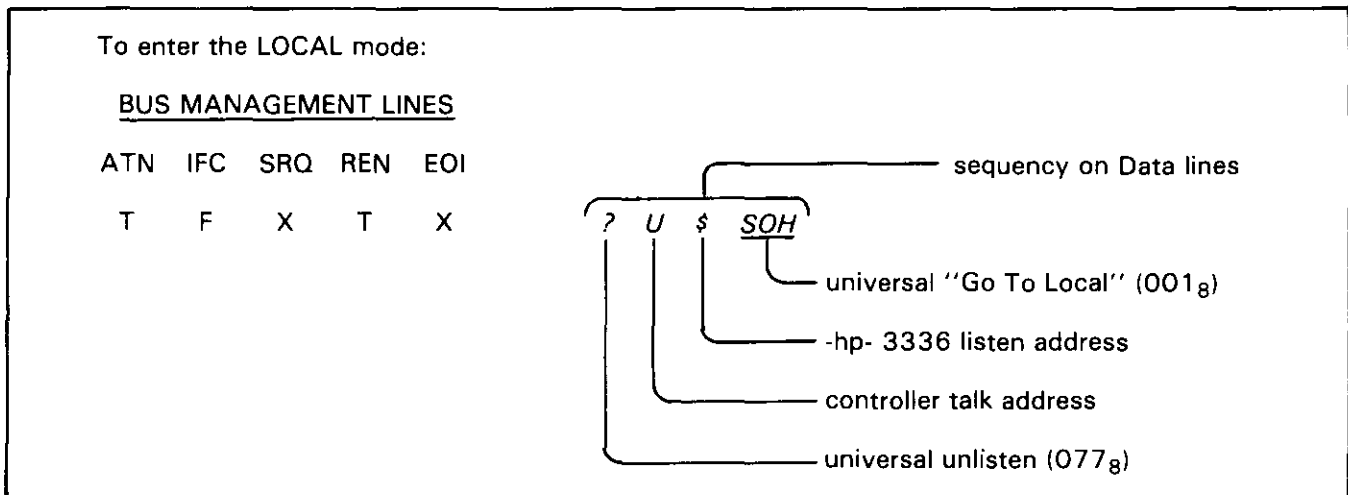 To enter the LOCAL mode:
BUS MANAGEMENT LINES
ATN IFC SRQ REN EOI
T F X T X
sequency on Data lines
? U $ SOH
universal "Go To Local" (001₈)
-hp- 3336 listen address
controller talk address
universal unlisten (077₈)